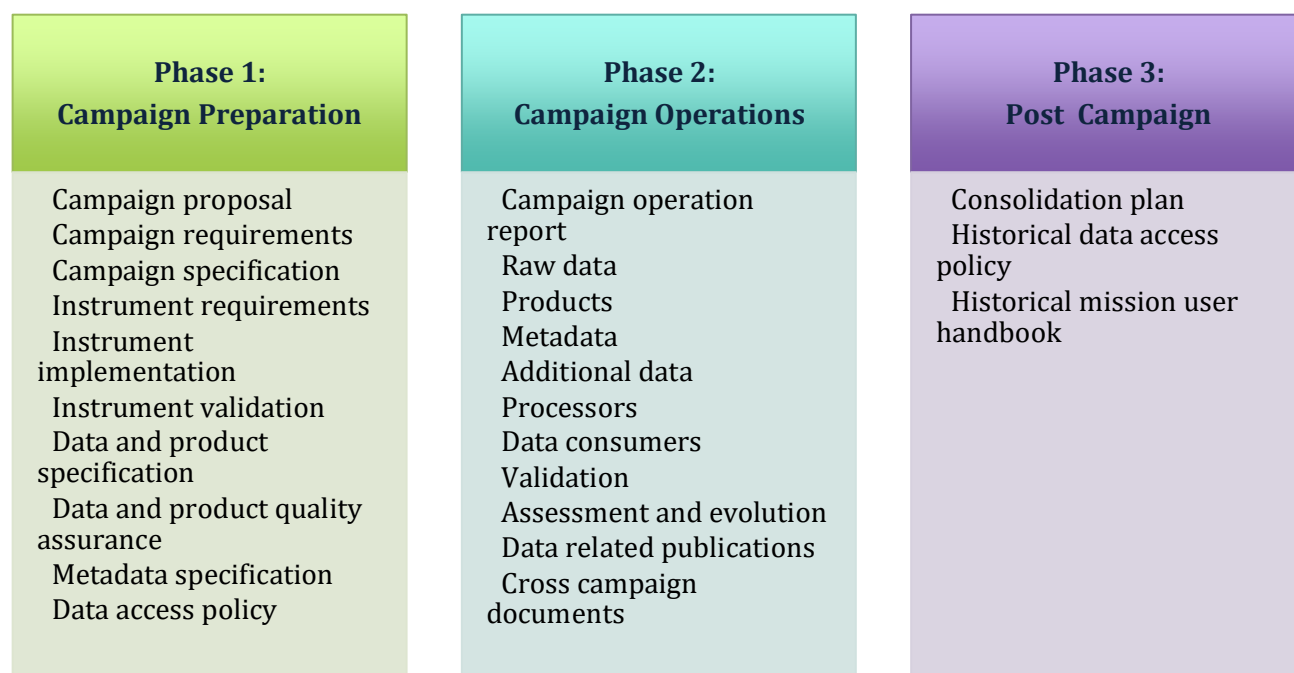 Phase 1:
Campaign Preparation
Campaign proposal
Campaign requirements
Campaign specification
Instrument requirements
Instrument
implementation
Instrument validation
Data and product
specification
Data and product quality
assurance
Metadata specification
Data access policy
Phase 2:
Campaign Operations
Campaign operation
report
Raw data
Products
Metadata
Additional data
Processors
Data consumers
Validation
Assessment and evolution
Data related publications
Cross campaign
documents
Phase 3:
Post Campaign
Consolidation plan
Historical data access
policy
Historical mission user
handbook